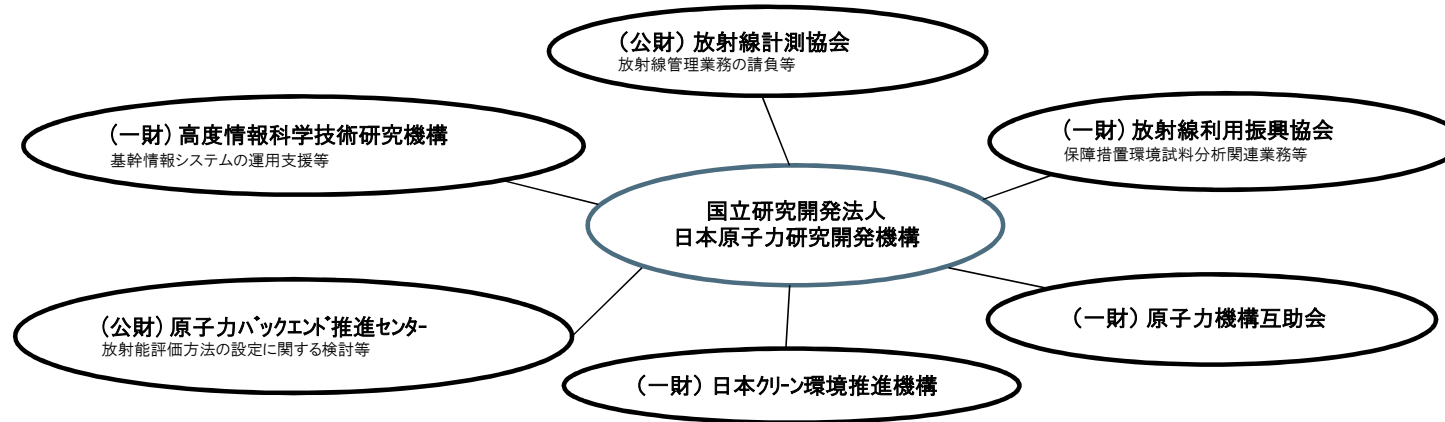 （公財） 放射線計測協会
放射線管理業務の請負等
（一財） 高度情報科学技術研究機構
基幹情報システムの運用支援等
（一財） 放射線利用振興協会
保障措置環境試料分析関連業務等
国立研究開発法人
日本原子力研究開発機構
（公財） 原子力ﾊﾞｯｸｴﾝﾄﾞ推進ｾﾝﾀｰ
放射能評価方法の設定に関する検討等
（一財） 原子力機構互助会
（一財） 日本ｸﾘｰﾝ環境推進機構